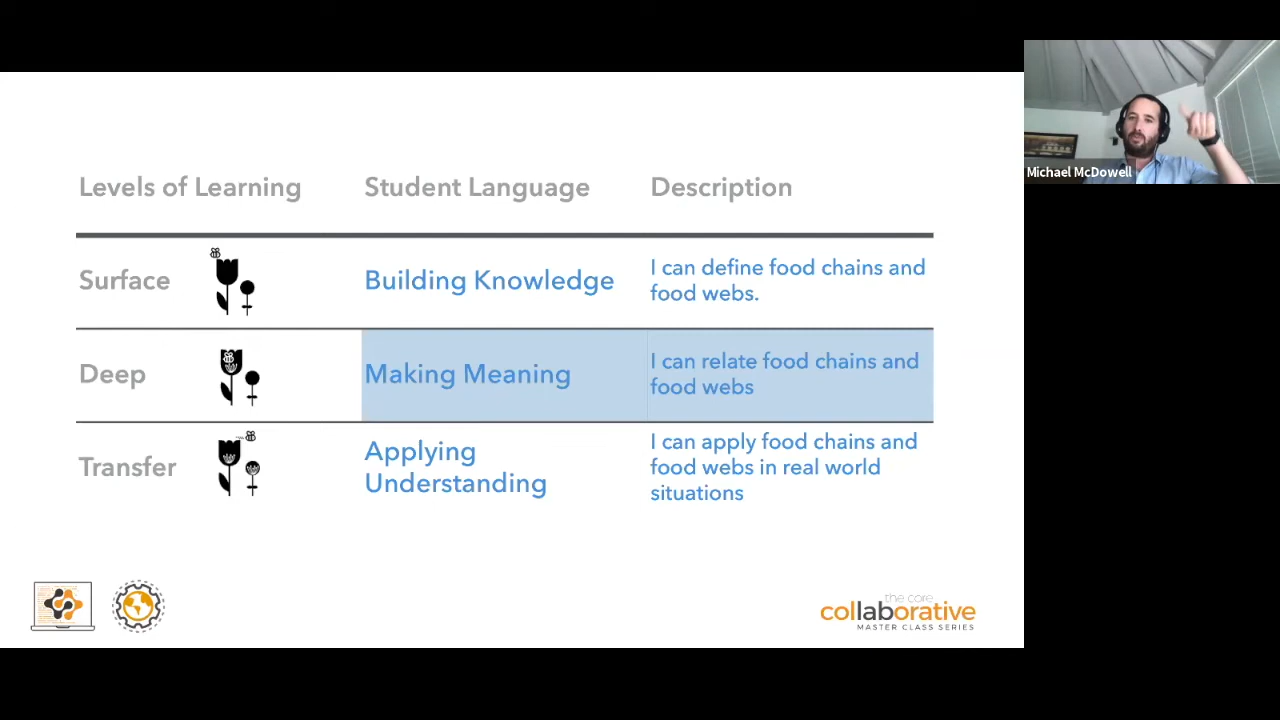 Levels of Learning
Student Language
Description
Surface
Building Knowledge
I can define food chains and
food webs.
Deep
Making Meaning
I can relate food chains and
food webs
Transfer
Applying
Understanding
I can apply food chains and
food webs in real world
situations
the core
collaborative
MASTER CLASS SERIES
Michael McDowell